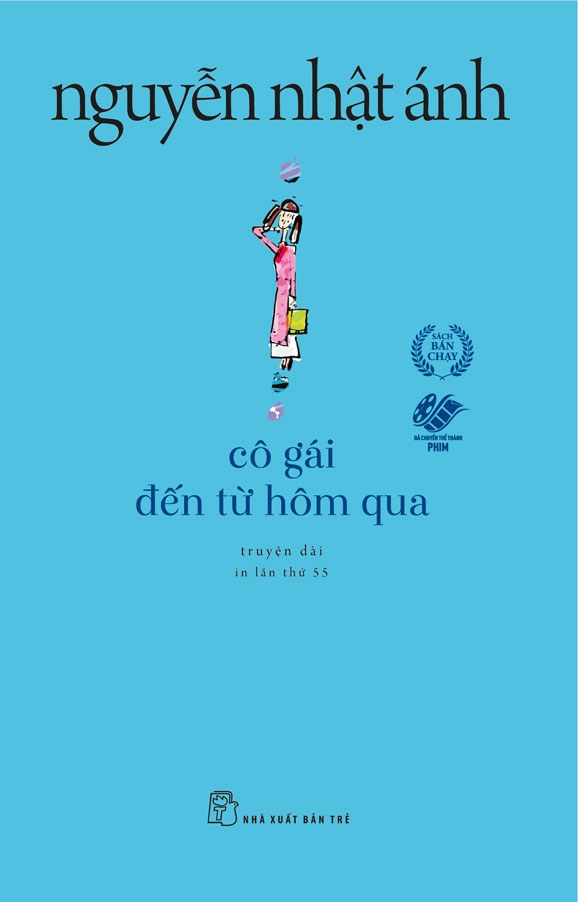 nguyễn nhật ánh
SÁCH
BÁN
CHẠY
ĐÃ CHUYỂN THỂ THÀNH
PHIM
cô gái
đến từ hôm qua
truyện dài
in lần thứ 55
NHÀ XUẤT BẢN TRẺ